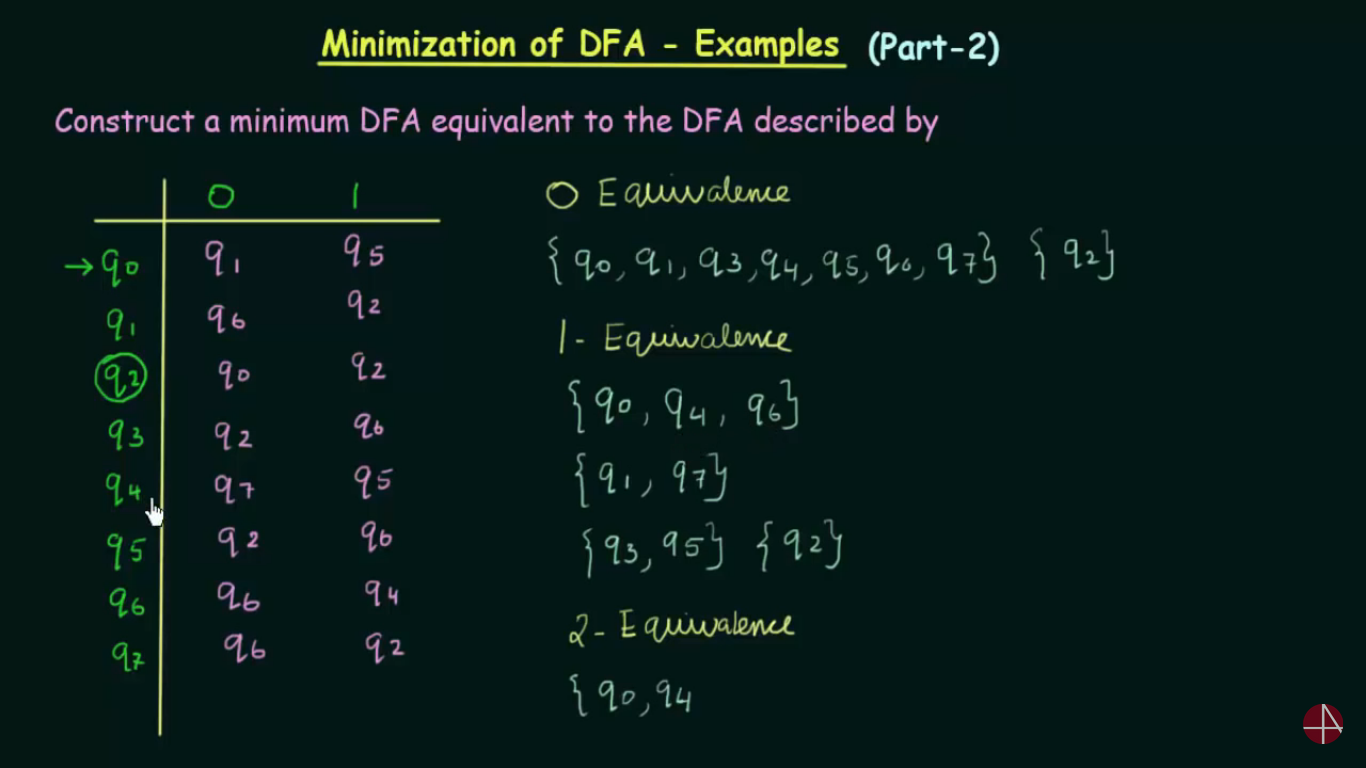 Minimization of DFA - Examples (Part-2)
Construct a minimum DFA equivalent to the DFA described by
0 1
→ q0 q1 q5
q1 q6 q2
q2 q0 q2
q3 q2 q6
q4 q7 q5
q5 q2 q6
q6 q6 q4
q7 q6 q2
0 Equivalence
{q0, q1, q3, q4, q5, q6, q7} {q2}
1- Equivalence
{q0, q4, q6}
{q1, q7}
{q3, q5} {q2}
2- Equivalence
{q0, q4